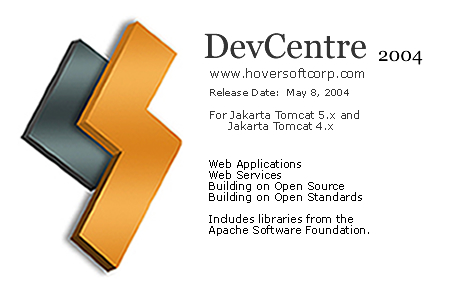 DevCentre 2004
www.hoversoftcorp.com
Release Date: May 8, 2004
For Jakarta Tomcat 5.x and
Jakarta Tomcat 4.x
Web Applications
Web Services
Building on Open Source
Building on Open Standards
Includes libraries from the
Apache Software Foundation.